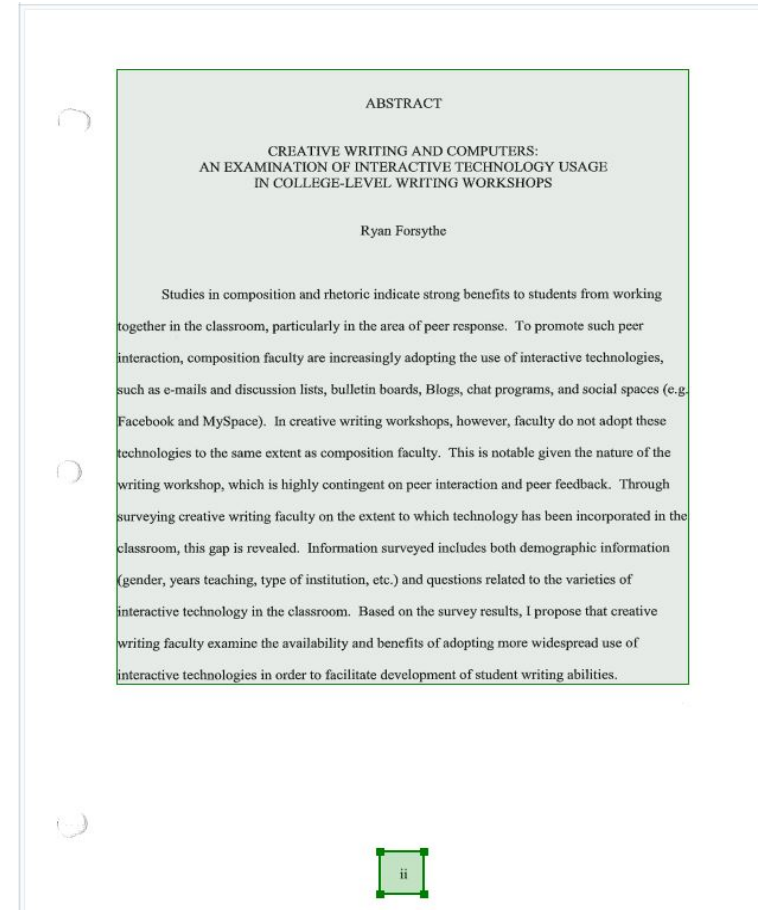 ABSTRACT
CREATIVE WRITING AND COMPUTERS:
AN EXAMINATION OF INTERACTIVE TECHNOLOGY USAGE
IN COLLEGE-LEVEL WRITING WORKSHOPS
Ryan Forsythe
Studies in composition and rhetoric indicate strong benefits to students from working
together in the classroom, particularly in the area of peer response. To promote such peer
interaction, composition faculty are increasingly adopting the use of interactive technologies,
such as e-mails and discussion lists, bulletin boards, Blogs, chat programs, and social spaces (e.g.
Facebook and MySpace). In creative writing workshops, however, faculty do not adopt these
technologies to the same extent as composition faculty. This is notable given the nature of the
writing workshop, which is highly contingent on peer interaction and peer feedback. Through
surveying creative writing faculty on the extent to which technology has been incorporated in the
classroom, this gap is revealed. Information surveyed includes both demographic information
(gender, years teaching, type of institution, etc.) and questions related to the varieties of
interactive technology in the classroom. Based on the survey results, I propose that creative
writing faculty examine the availability and benefits of adopting more widespread use of
interactive technologies in order to facilitate development of student writing abilities.
ii